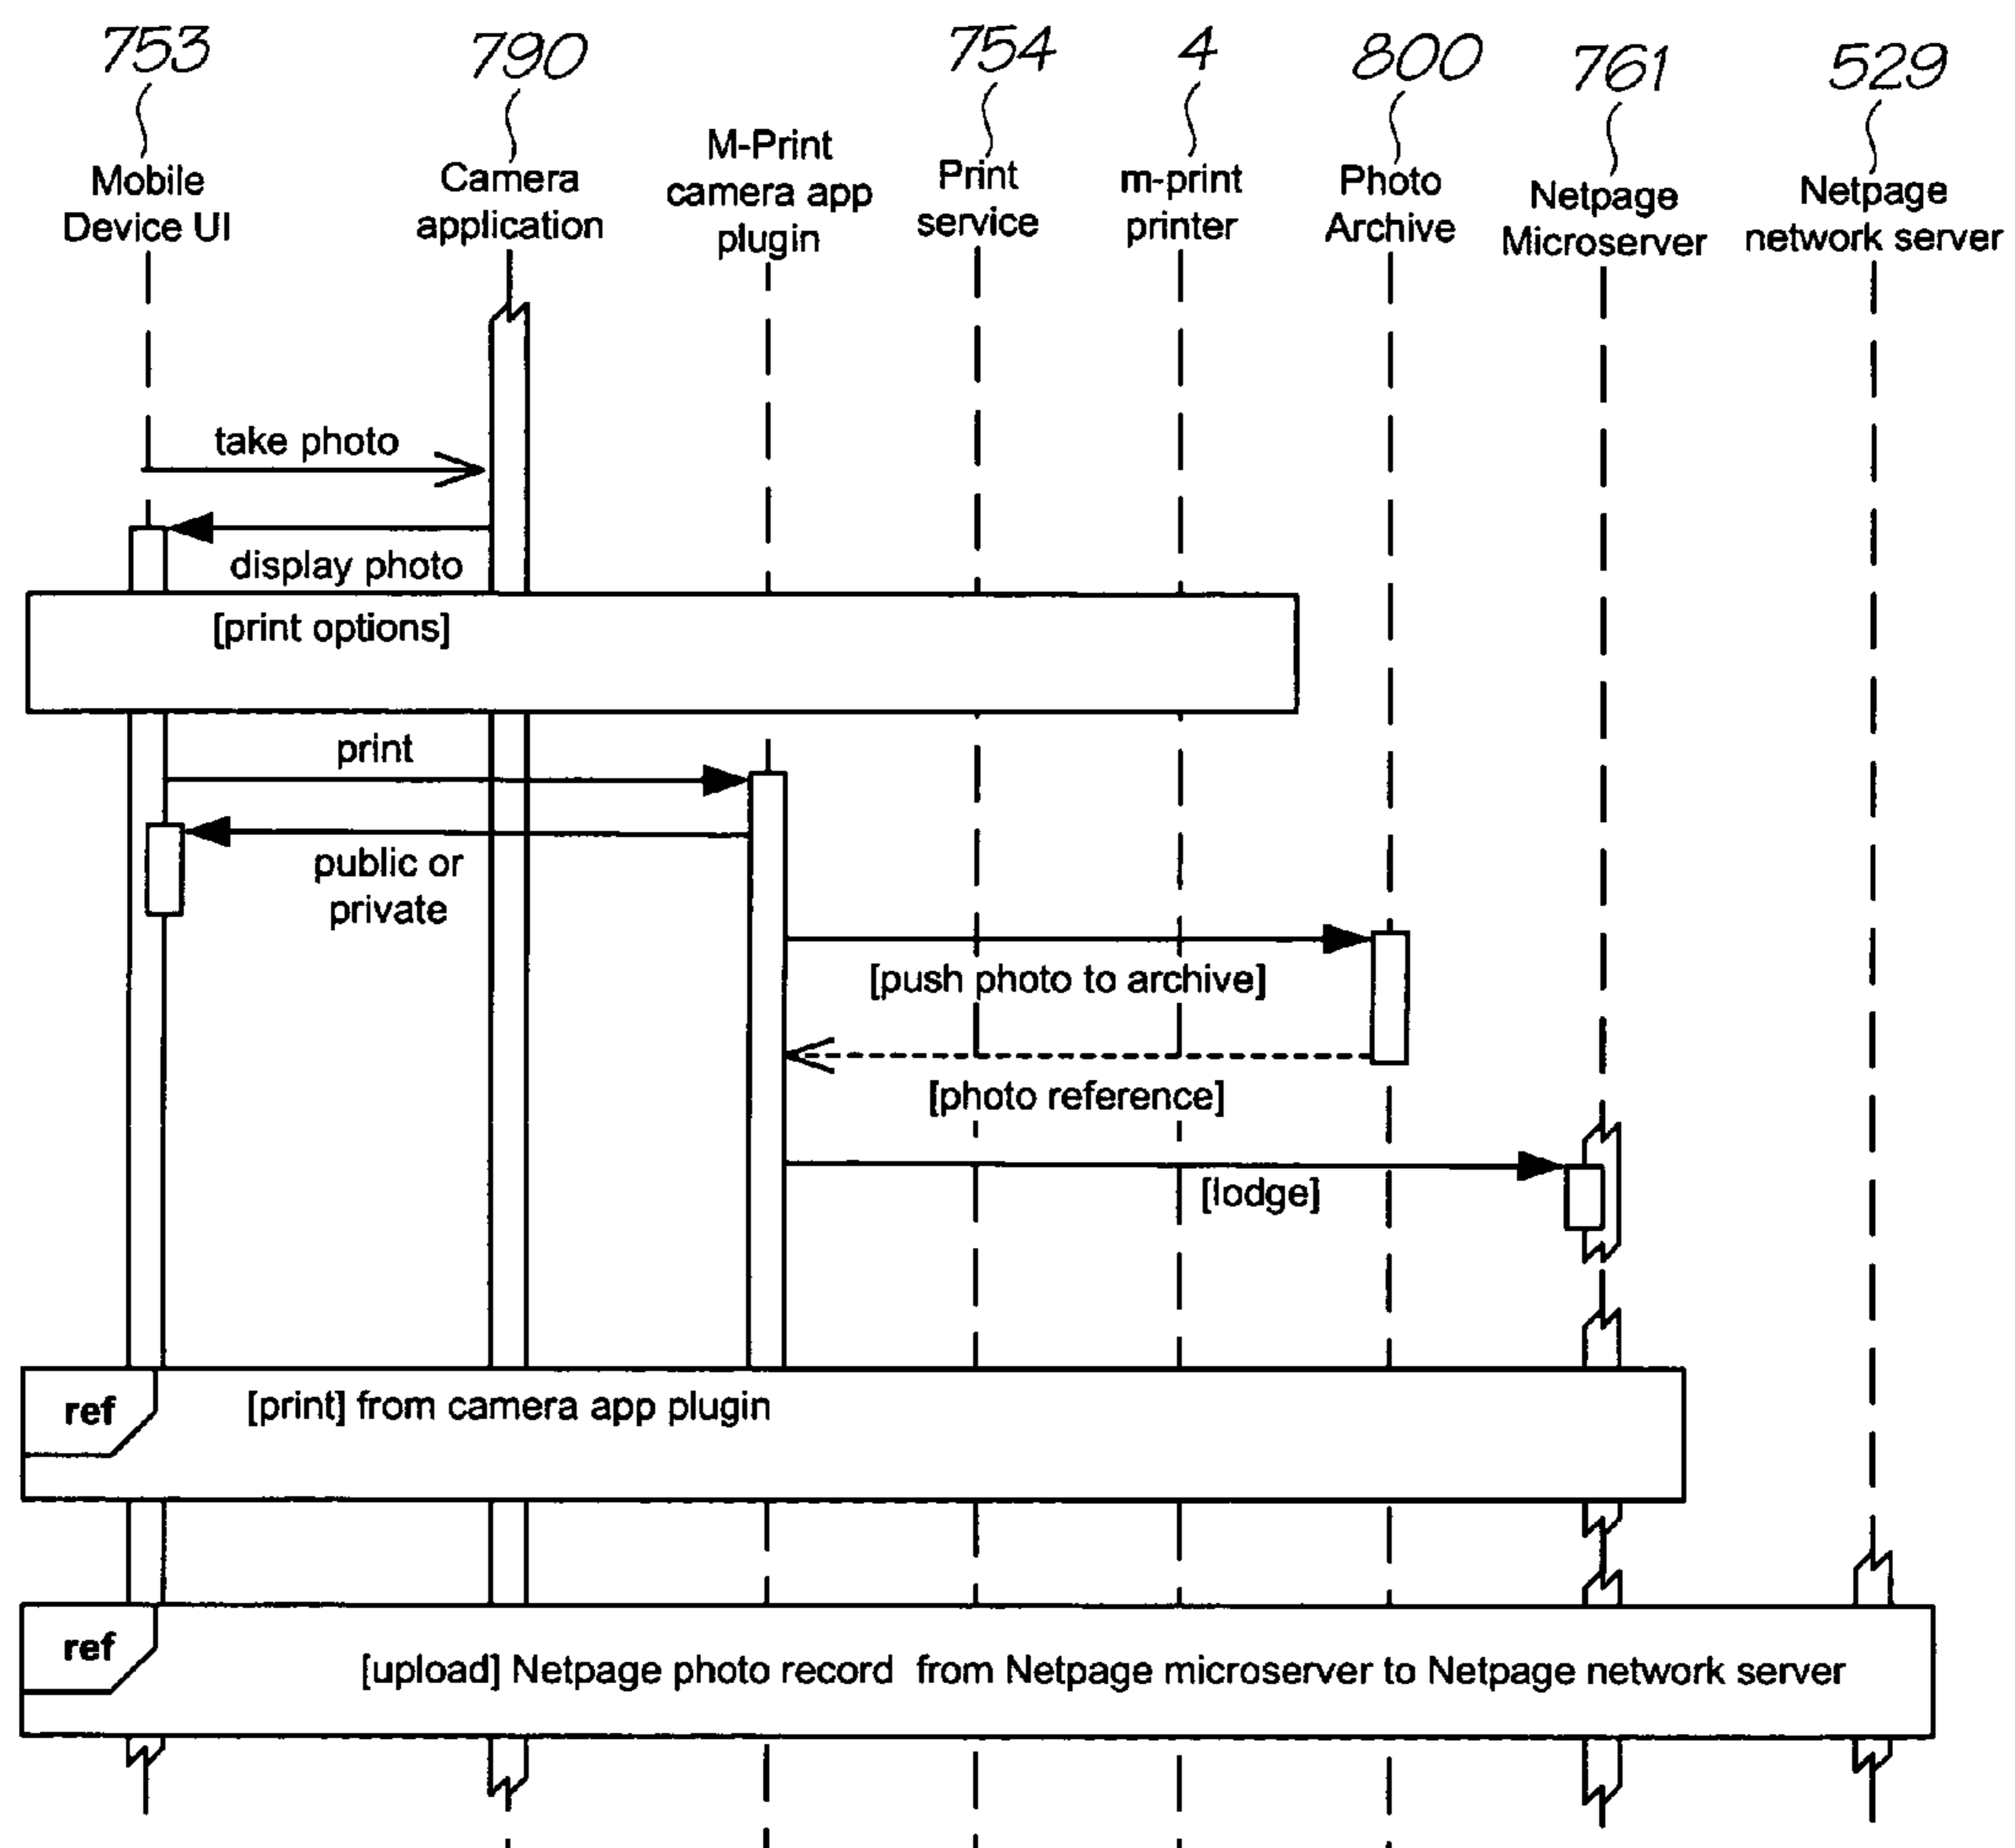 753
790
754
4
800
761
529
Mobile
Device UI
Camera
application
M-Print
camera app
plugin
Print
service
m-print
printer
Photo
Archive
Netpage
Microserver
Netpage
network server
take photo
display photo
[print options]
print
public or
private
[push photo to archive]
[photo reference]
[lodge]
ref
[print] from camera app plugin
ref
[upload] Netpage photo record from Netpage microserver to Netpage network server